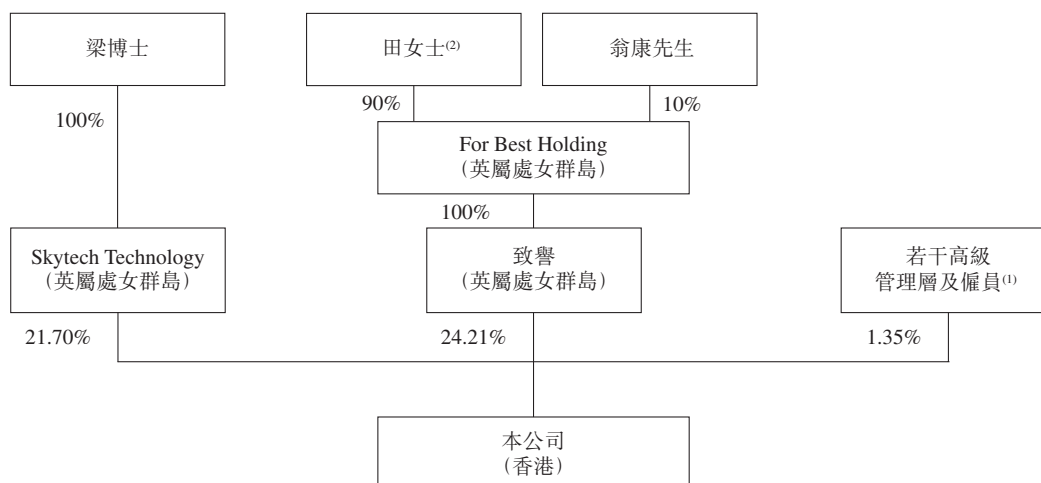 梁博士
田女士(2)
翁康先生
100%
90%
10%
For Best Holding
(英屬處女群島)
100%
Skytech Technology
(英屬處女群島)
致譽
(英屬處女群島)
若干高級
管理層及僱員(1)
21.70%
24.21%
1.35%
本公司
(香港)